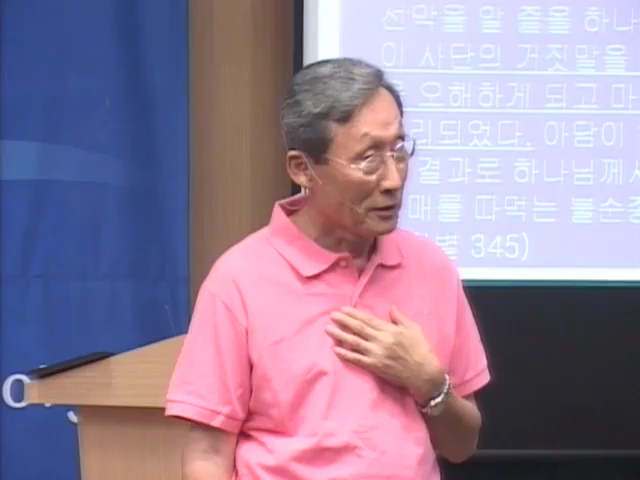 선악을 알 줄을 하나
이 사단의 거짓말을
오해하게 되고 마
리되었다. 아담이
결과로 하나님께서
매를 따먹는 불순종
별 345)